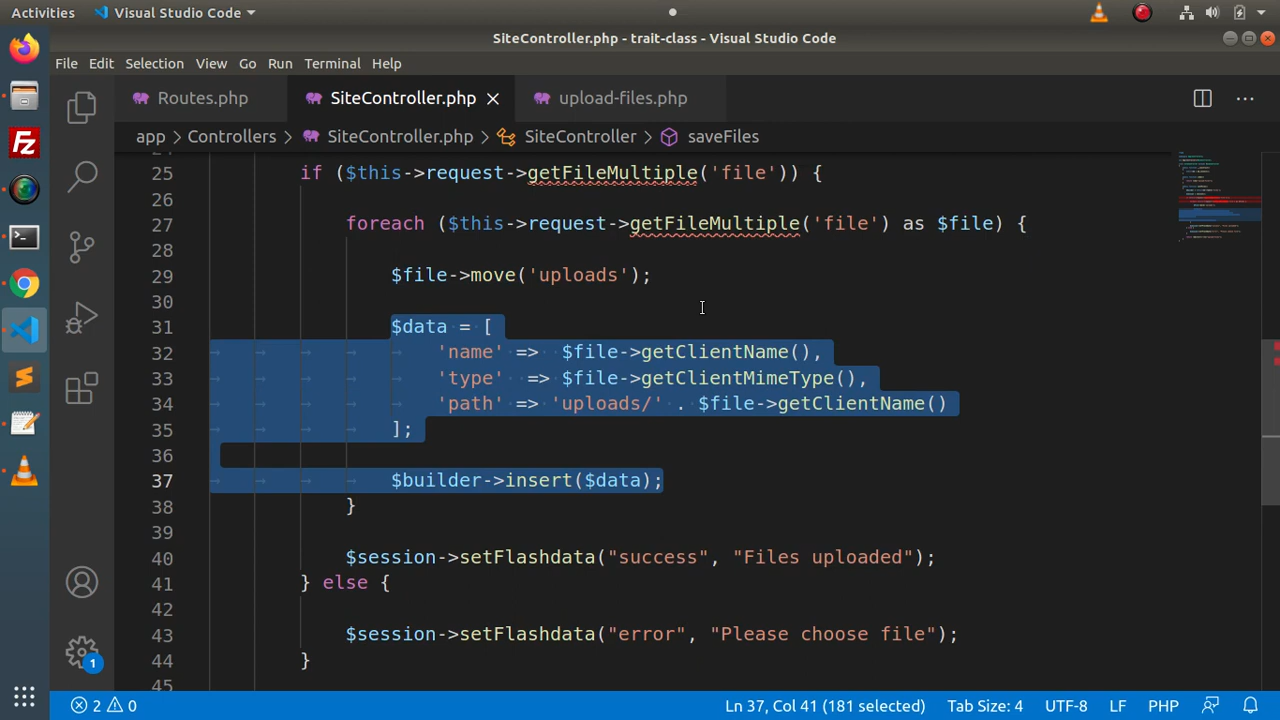 Activities
Visual Studio Code
SiteController.php - trait-class - Visual Studio Code
File Edit Selection View Go Run Terminal Help
Routes.php
SiteController.php
upload-files.php
app
Controllers
SiteController.php
SiteController
saveFiles
25 if ($this->request->getFileMultiple('file')) {
26
27 foreach ($this->request->getFileMultiple('file') as $file) {
28
29 $file->move('uploads');
30
31 $data = [
32 'name' => $file->getClientName(),
33 'type' => $file->getClientMimeType(),
34 'path' => 'uploads/' . $file->getClientName()
35 ];
36
37 $builder->insert($data);
38 }
39
40 $session->setFlashdata("success", "Files uploaded");
41 } else {
42
43 $session->setFlashdata("error", "Please choose file");
44 }
45
1
2 0
Ln 37, Col 41 (181 selected)
Tab Size: 4
UTF-8
LF
PHP